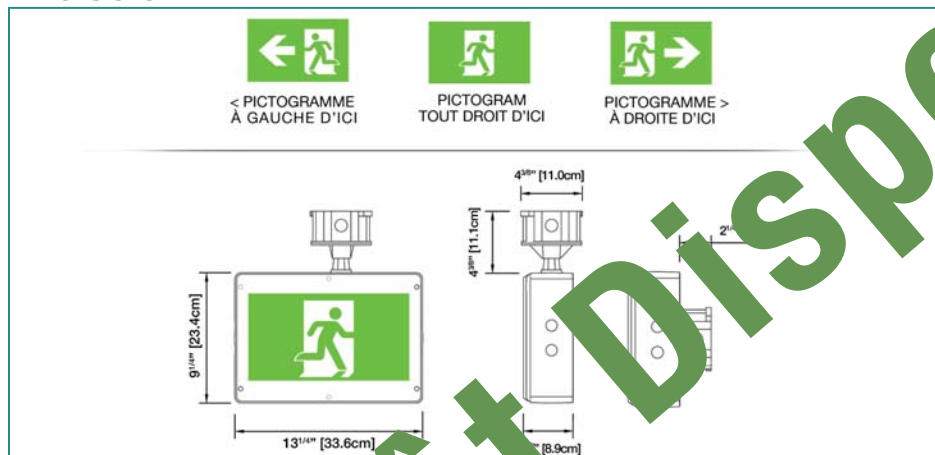 < PICTOGRAMME
À GAUCHE D'ICI
PICTOGRAM
TOUT DROIT D'ICI
PICTOGRAMME >
À DROITE D'ICI
4³/⁸" [11.0cm]
4³/⁸" [11.1cm]
9¹/⁴" [23.4cm]
13¹/⁴" [33.6cm]
[8.9cm]
t Dispo